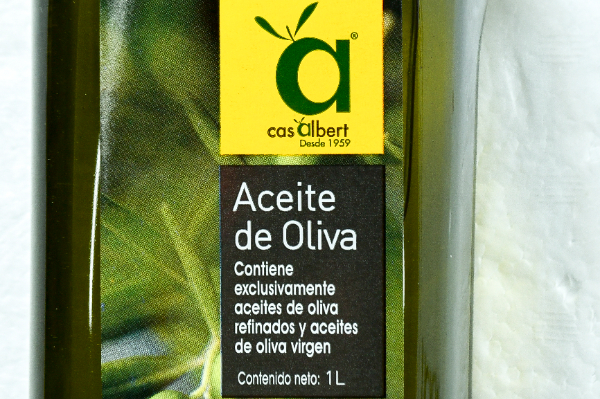 a®
casalbert
Desde 1959
Aceite
de Oliva
Contiene
exclusivamente
aceites de oliva
refinados y aceites
de oliva virgen
Contenido neto: 1 L